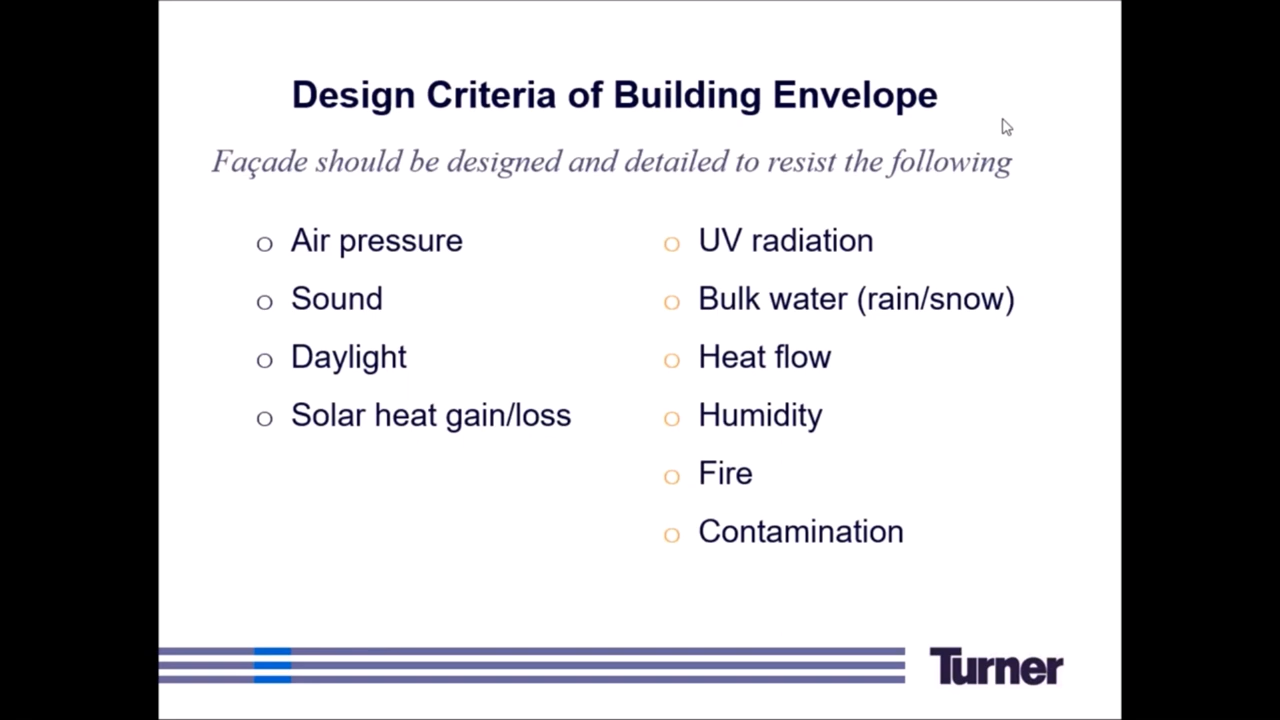 Design Criteria of Building Envelope
Façade should be designed and detailed to resist the following
o Air pressure
o Sound
o Daylight
o Solar heat gain/loss
o UV radiation
o Bulk water (rain/snow)
o Heat flow
o Humidity
o Fire
o Contamination
Turner